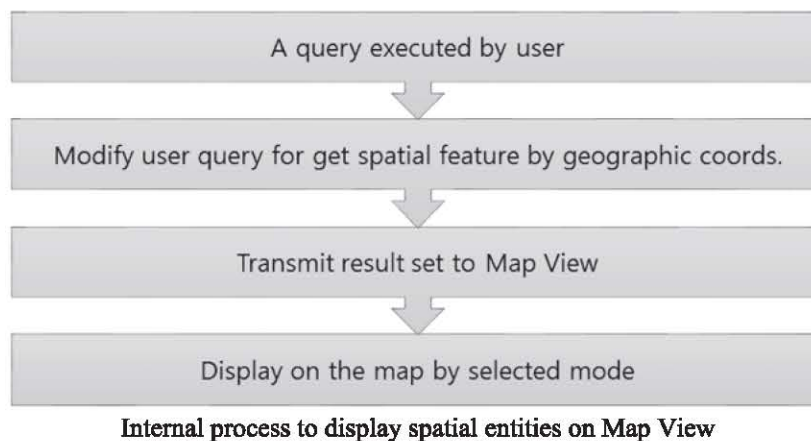 A query executed by user
Modify user query for get spatial feature by geographic coords.
Transmit result set to Map View
Display on the map by selected mode
Internal process to display spatial entities on Map View